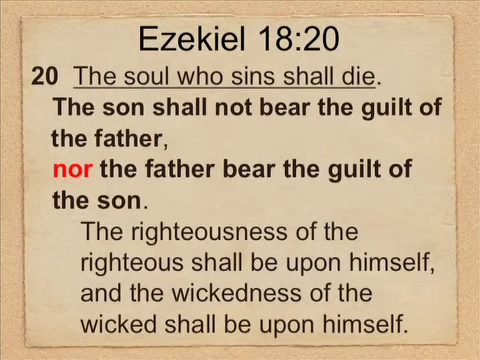 Ezekiel 18:20
20 The soul who sins shall die.
The son shall not bear the guilt of
the father,
nor the father bear the guilt of
the son.
The righteousness of the
righteous shall be upon himself,
and the wickedness of the
wicked shall be upon himself.